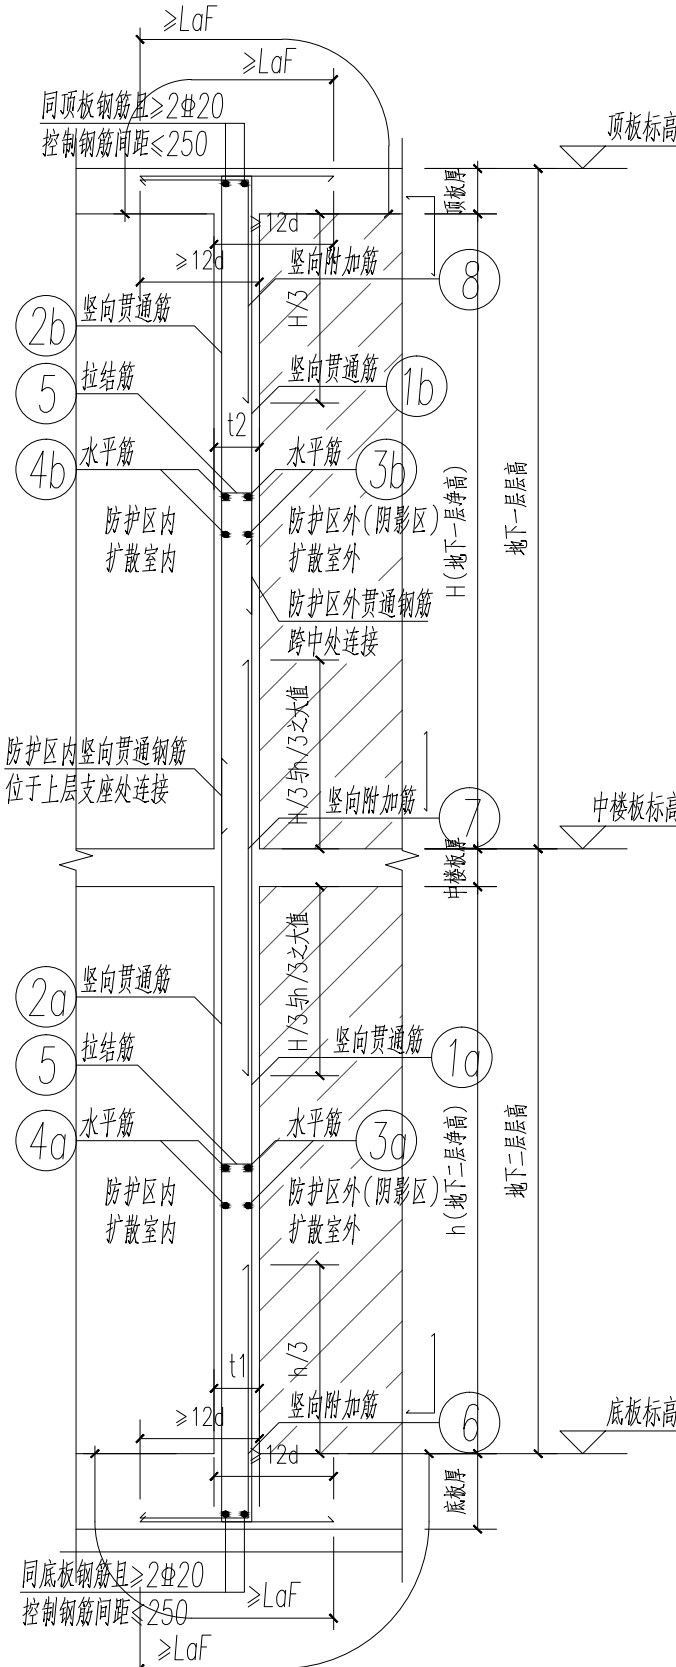 ≥LaF
≥LaF
同顶板钢筋且≥2⌽20
控制钢筋间距≤250
顶板标高
顶板厚
≥12d
≥12d
竖向附加筋
8
H/3
2b
竖向贯通筋
5
拉结筋
竖向贯通筋
1b
t2
4b
水平筋
水平筋
3b
防护区内
扩散室内
防护区外(阴影区)
扩散室外
H(地下一层净高)
地下一层层高
防护区外贯通钢筋
跨中处连接
H/3与h/3之大值
防护区内竖向贯通钢筋
位于上层支座处连接
竖向附加筋
7
中楼板标高
中楼板厚
H/3与h/3之大值
2a
竖向贯通筋
5
拉结筋
竖向贯通筋
1a
4a
水平筋
水平筋
3a
防护区内
扩散室内
防护区外(阴影区)
扩散室外
h(地下二层净高)
地下二层层高
h/3
t1
≥12d
竖向附加筋
6
≥12d
底板标高
底板厚
同底板钢筋且≥2⌽20
控制钢筋间距≤250
≥LaF
≥LaF